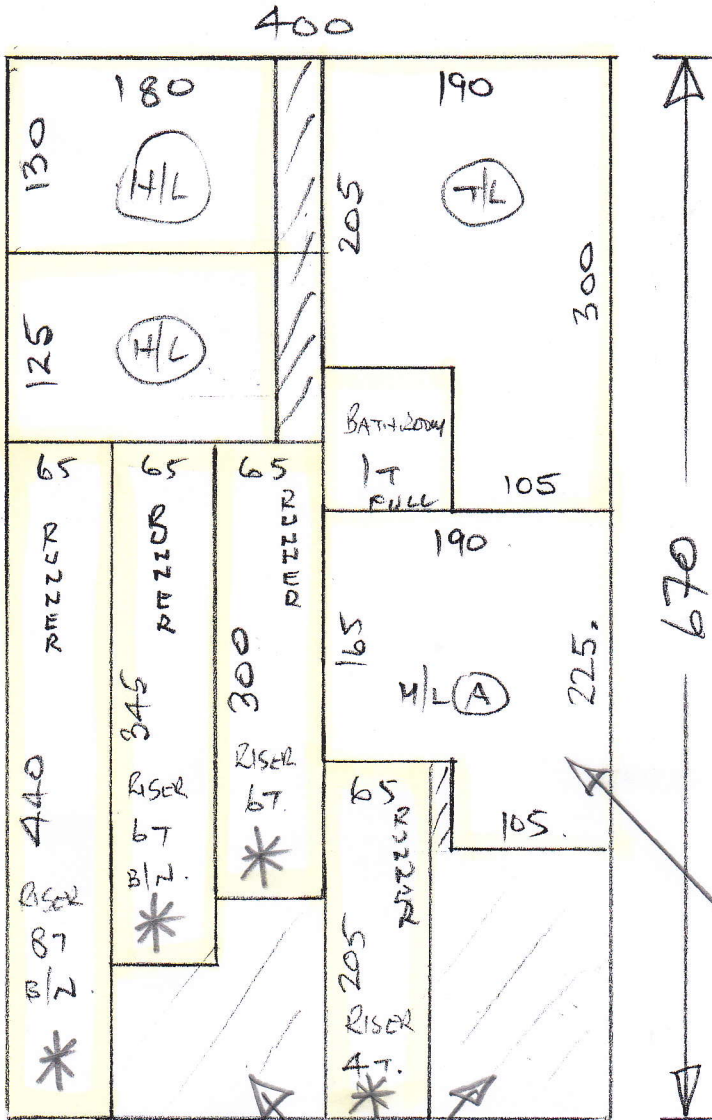 400
180
130
H/L
190
205
T/L
300
125
H/L
BATHROOM
1T
FULL
105
65
RUNNER
440
RISER
8T
B/N.
65
RUNNER
345
RISER
6T
B/N.
65
RUNNER
300
RISER
6T.
190
165
H/L A
225.
105.
65
RUNNER
205
RISER
4T.
670